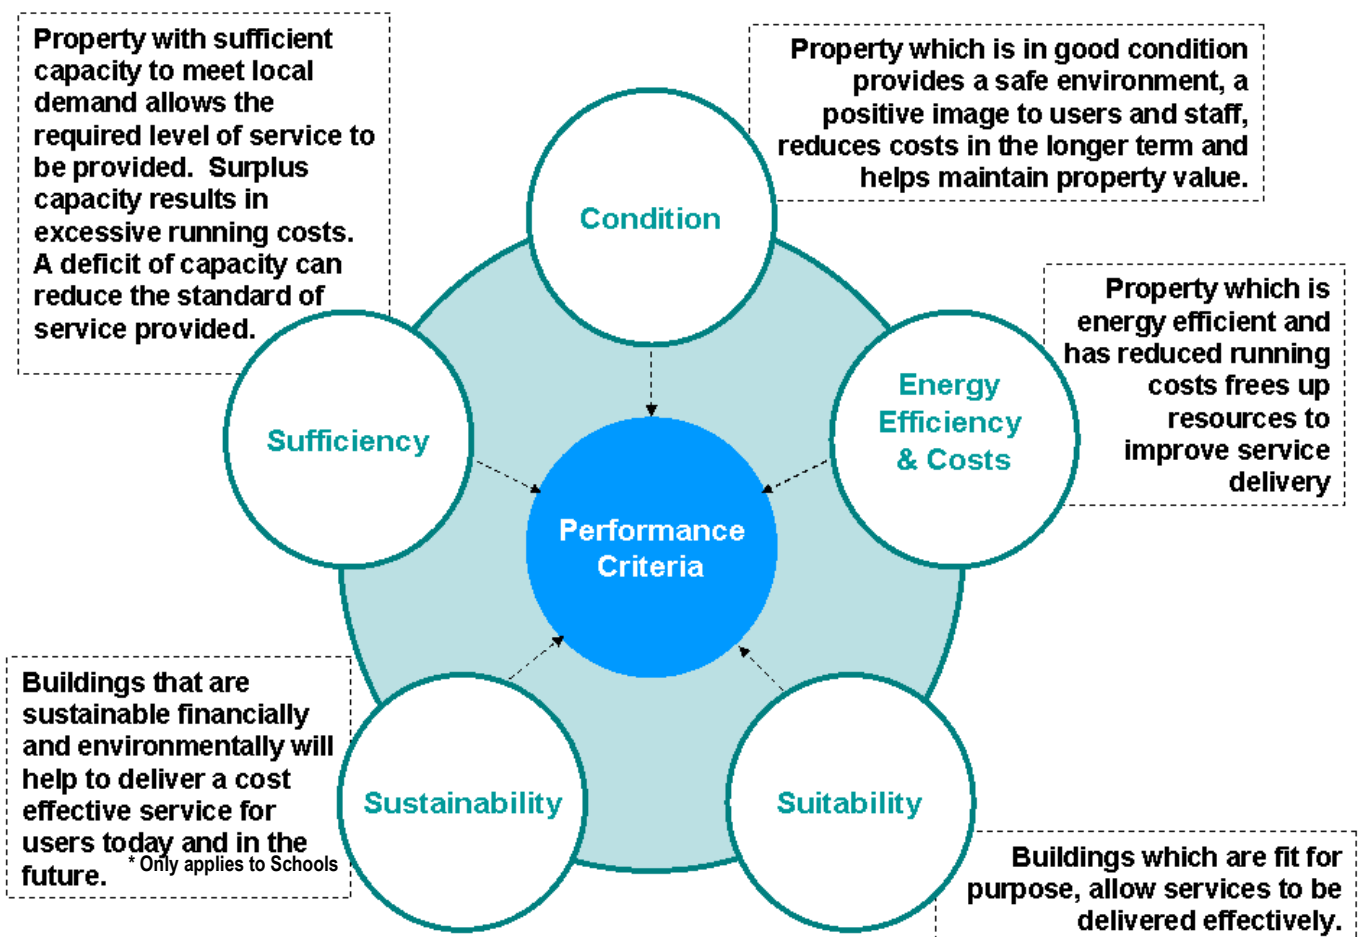 Property with sufficient
capacity to meet local
demand allows the
required level of service to
be provided.  Surplus
capacity results in
excessive running costs.
A deficit of capacity can
reduce the standard of
service provided.
Property which is in good condition
provides a safe environment, a
positive image to users and staff,
reduces costs in the longer term and
helps maintain property value.
Condition
Property which is
energy efficient and
has reduced running
costs frees up
resources to
improve service
delivery
Energy
Efficiency
& Costs
Sufficiency
Performance
Criteria
Buildings that are
sustainable financially
and environmentally will
help to deliver a cost
effective service for
users today and in the
future.
* Only applies to Schools
Sustainability
Suitability
Buildings which are fit for
purpose, allow services to be
delivered effectively.